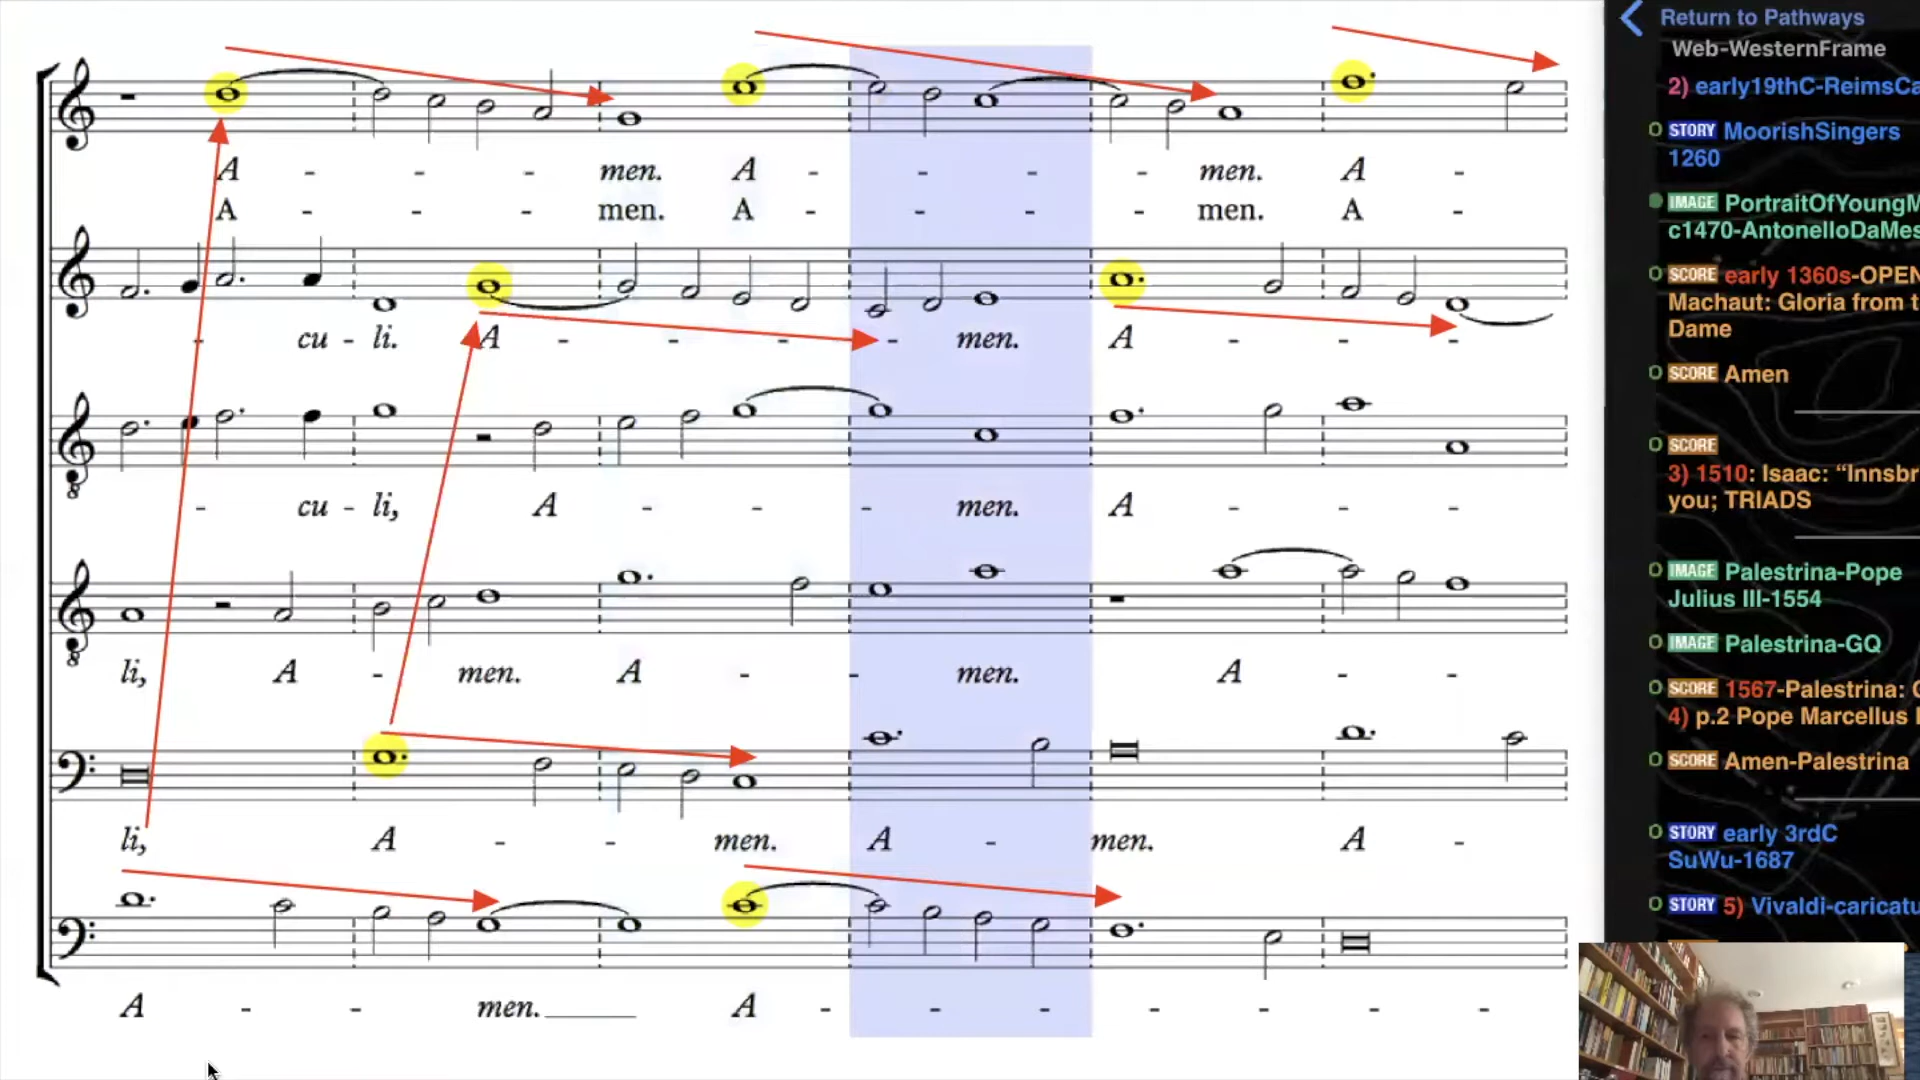 A - - - men. A - - - - men. A -
A - - - men. A - - - - men. A -
- cu - li. A - - - - men. A - - -
- cu - li, A - - - men. A - - -
li, A - men. A - - men. A - -
li, A - - men. A - men. A -
A - - men. A - - - - - - -
8
8
Return to Pathways
Web-WesternFrame
2) early19thC-ReimsCa
STORY MoorishSingers
1260
IMAGE PortraitOfYoungM
c1470-AntonelloDaMes
SCORE early 1360s-OPEN
Machaut: Gloria from t
Dame
SCORE Amen
SCORE
3) 1510: Isaac: “Innsbr
you; TRIADS
IMAGE Palestrina-Pope
Julius III-1554
IMAGE Palestrina-GQ
SCORE 1567-Palestrina:
4) p.2 Pope Marcellus
SCORE Amen-Palestrina
STORY early 3rdC
SuWu-1687
STORY 5) Vivaldi-caricatu